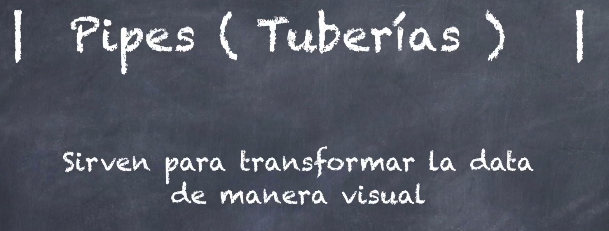 | Pipes ( Tuberías ) |
Sirven para transformar la data
de manera visual